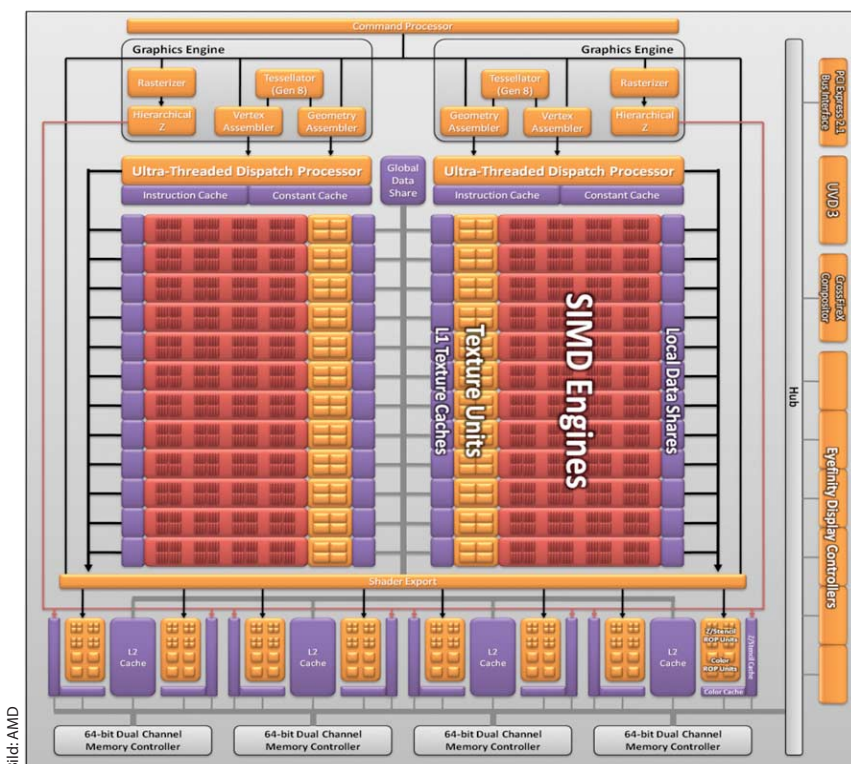 Command Processor
Graphics Engine
Graphics Engine
Rasterizer
Tessellator
(Gen 8)
Hierarchical
Z
Vertex
Assembler
Geometry
Assembler
Tessellator
(Gen 8)
Rasterizer
Geometry
Assembler
Vertex
Assembler
Hierarchical
Z
Ultra-Threaded Dispatch Processor
Global
Data
Share
Ultra-Threaded Dispatch Processor
Instruction Cache
Constant Cache
Instruction Cache
Constant Cache
L1 Texture Caches
Texture Units
SIMD Engines
Local Data Shares
Shader Export
L2
Cache
L2
Cache
L2
Cache
L2
Cache
Z/Stencil
ROP Units
Color
ROP Units
Z/Stencil Cache
Color Cache
64-bit Dual Channel
Memory Controller
64-bit Dual Channel
Memory Controller
64-bit Dual Channel
Memory Controller
64-bit Dual Channel
Memory Controller
Hub
PCI Express 2.1
Bus Interface
UVD 3
CrossFireX
Compositor
Eyefinity Display Controllers
Bild: AMD